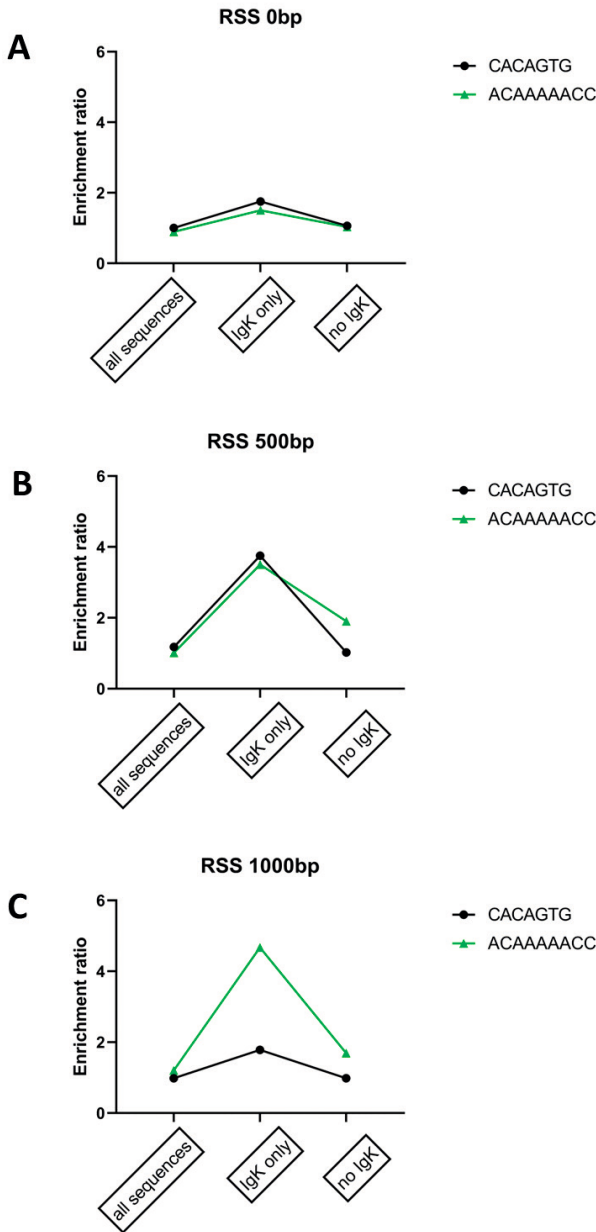 RSS 0bp
A
6
4
2
0
Enrichment ratio
CACAGTG
ACAAAAACC
all sequences
IgK only
no IgK
RSS 500bp
B
6
4
2
0
Enrichment ratio
CACAGTG
ACAAAAACC
all sequences
IgK only
no IgK
RSS 1000bp
C
6
4
2
0
Enrichment ratio
CACAGTG
ACAAAAACC
all sequences
IgK only
no IgK